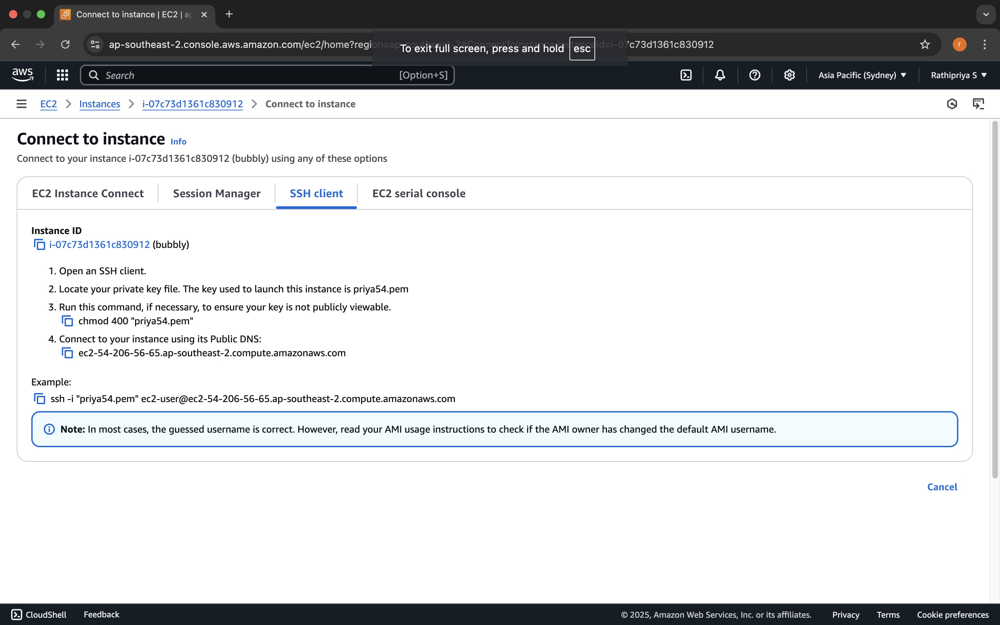 Connect to instance | EC2 | ap
ap-southeast-2.console.aws.amazon.com/ec2/home?region=ap-southeast-2#ConnectToInstance:instanceId=i-07c73d1361c830912
To exit full screen, press and hold esc
r
aws
Search [Option+S]
Asia Pacific (Sydney)
Rathipriya S
EC2 > Instances > i-07c73d1361c830912 > Connect to instance
Connect to instance Info
Connect to your instance i-07c73d1361c830912 (bubbly) using any of these options
EC2 Instance Connect
Session Manager
SSH client
EC2 serial console
Instance ID
i-07c73d1361c830912 (bubbly)
1. Open an SSH client.
2. Locate your private key file. The key used to launch this instance is priya54.pem
3. Run this command, if necessary, to ensure your key is not publicly viewable.
chmod 400 "priya54.pem"
4. Connect to your instance using its Public DNS:
ec2-54-206-56-65.ap-southeast-2.compute.amazonaws.com
Example:
ssh -i "priya54.pem" ec2-user@ec2-54-206-56-65.ap-southeast-2.compute.amazonaws.com
Note: In most cases, the guessed username is correct. However, read your AMI usage instructions to check if the AMI owner has changed the default AMI username.
Cancel
CloudShell
Feedback
© 2025, Amazon Web Services, Inc. or its affiliates.
Privacy
Terms
Cookie preferences